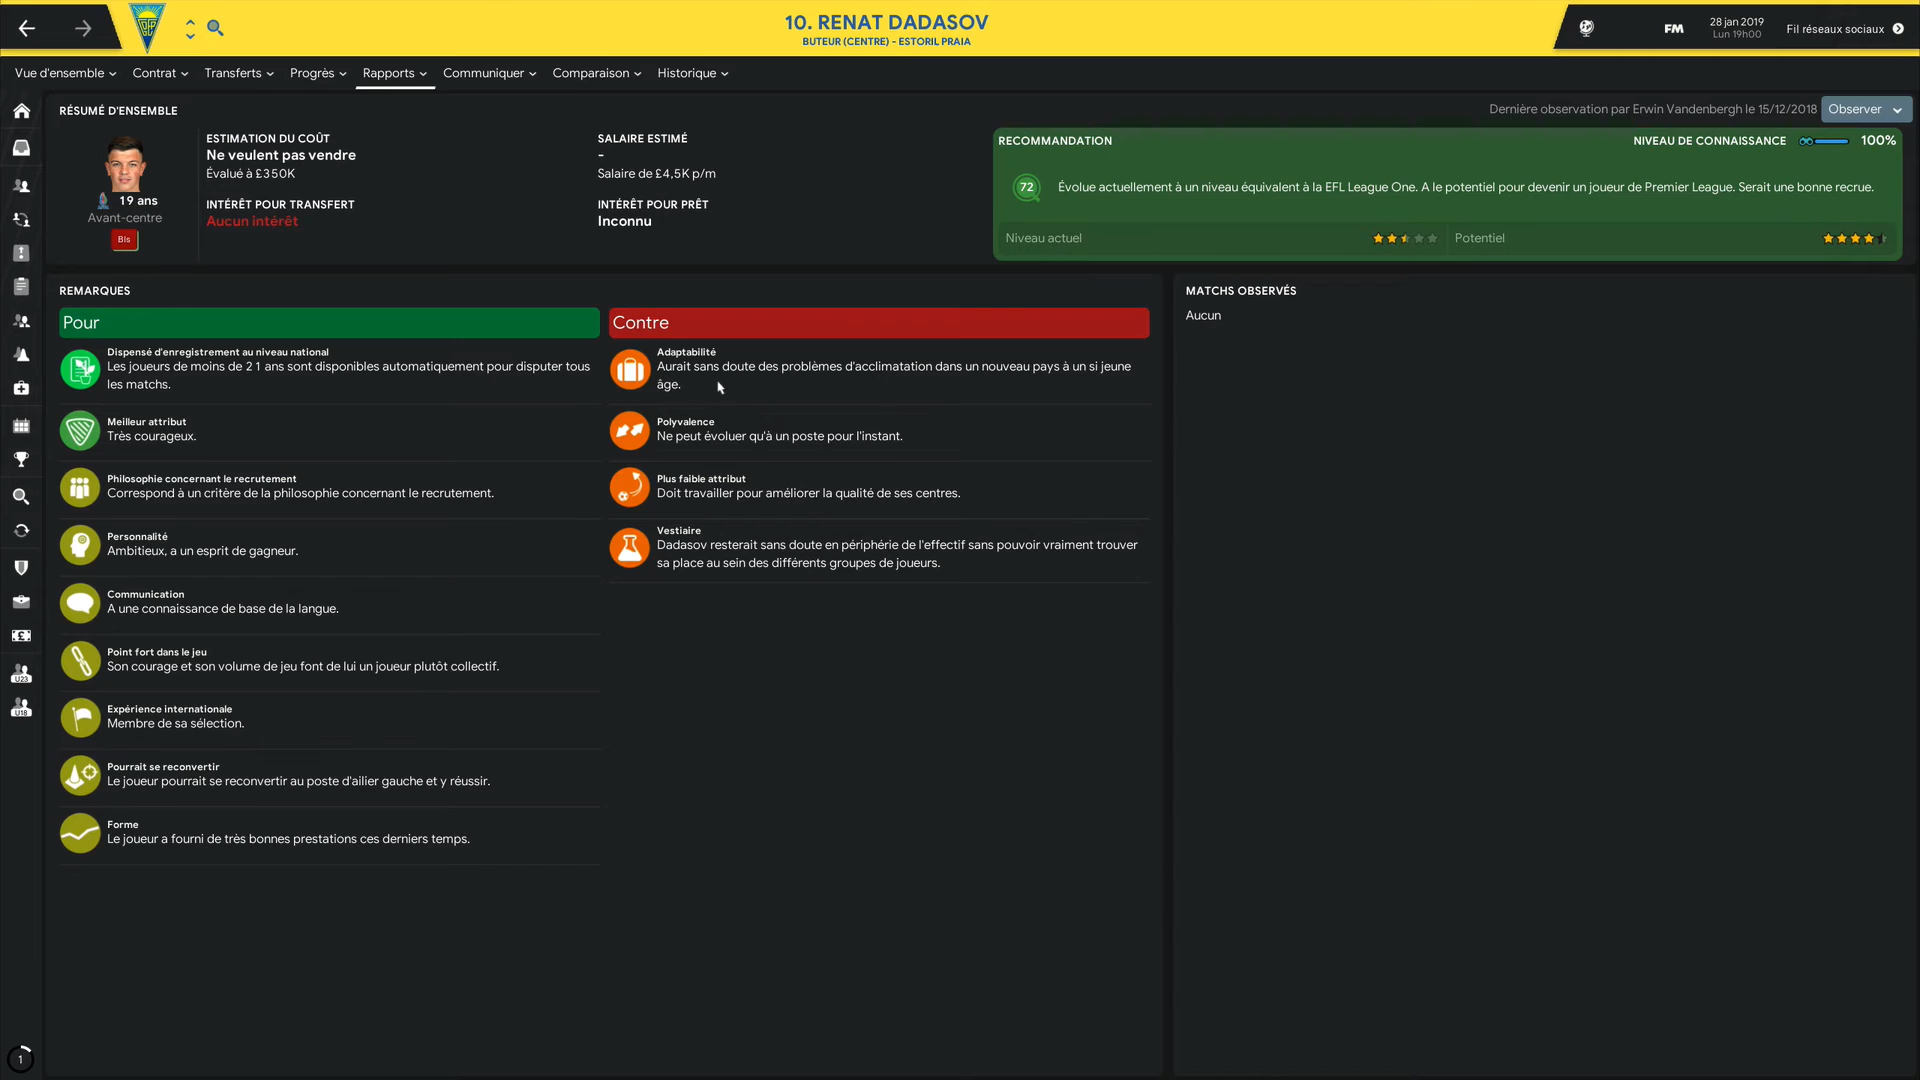 10. RENAT DADASOV
BUTEUR (CENTRE) - ESTORIL PRAIA
FM
28 jan 2019
Lun 19h00
Fil réseaux sociaux
Vue d'ensemble
Contrat
Transferts
Progrès
Rapports
Communiquer
Comparaison
Historique
RÉSUMÉ D'ENSEMBLE
Dernière observation par Erwin Vandenbergh le 15/12/2018
Observer
19 ans
Avant-centre
Bls
ESTIMATION DU COÛT
Ne veulent pas vendre
Évalué à £350K
INTÉRÊT POUR TRANSFERT
Aucun intérêt
SALAIRE ESTIMÉ
-
Salaire de £4,5K p/m
INTÉRÊT POUR PRÊT
Inconnu
RECOMMANDATION
NIVEAU DE CONNAISSANCE
100%
72
Évolue actuellement à un niveau équivalent à la EFL League One. A le potentiel pour devenir un joueur de Premier League. Serait une bonne recrue.
Niveau actuel
Potentiel
REMARQUES
Pour
Dispensé d'enregistrement au niveau national
Les joueurs de moins de 21 ans sont disponibles automatiquement pour disputer tous
les matchs.
Meilleur attribut
Très courageux.
Philosophie concernant le recrutement
Correspond à un critère de la philosophie concernant le recrutement.
Personnalité
Ambitieux, a un esprit de gagneur.
Communication
A une connaissance de base de la langue.
Point fort dans le jeu
Son courage et son volume de jeu font de lui un joueur plutôt collectif.
Expérience internationale
Membre de sa sélection.
Pourrait se reconvertir
Le joueur pourrait se reconvertir au poste d'ailier gauche et y réussir.
Forme
Le joueur a fourni de très bonnes prestations ces derniers temps.
Contre
Adaptabilité
Aurait sans doute des problèmes d'acclimatation dans un nouveau pays à un si jeune
âge.
Polyvalence
Ne peut évoluer qu'à un poste pour l'instant.
Plus faible attribut
Doit travailler pour améliorer la qualité de ses centres.
Vestiaire
Dadasov resterait sans doute en périphérie de l'effectif sans pouvoir vraiment trouver
sa place au sein des différents groupes de joueurs.
MATCHS OBSERVÉS
Aucun
U23
U18
1